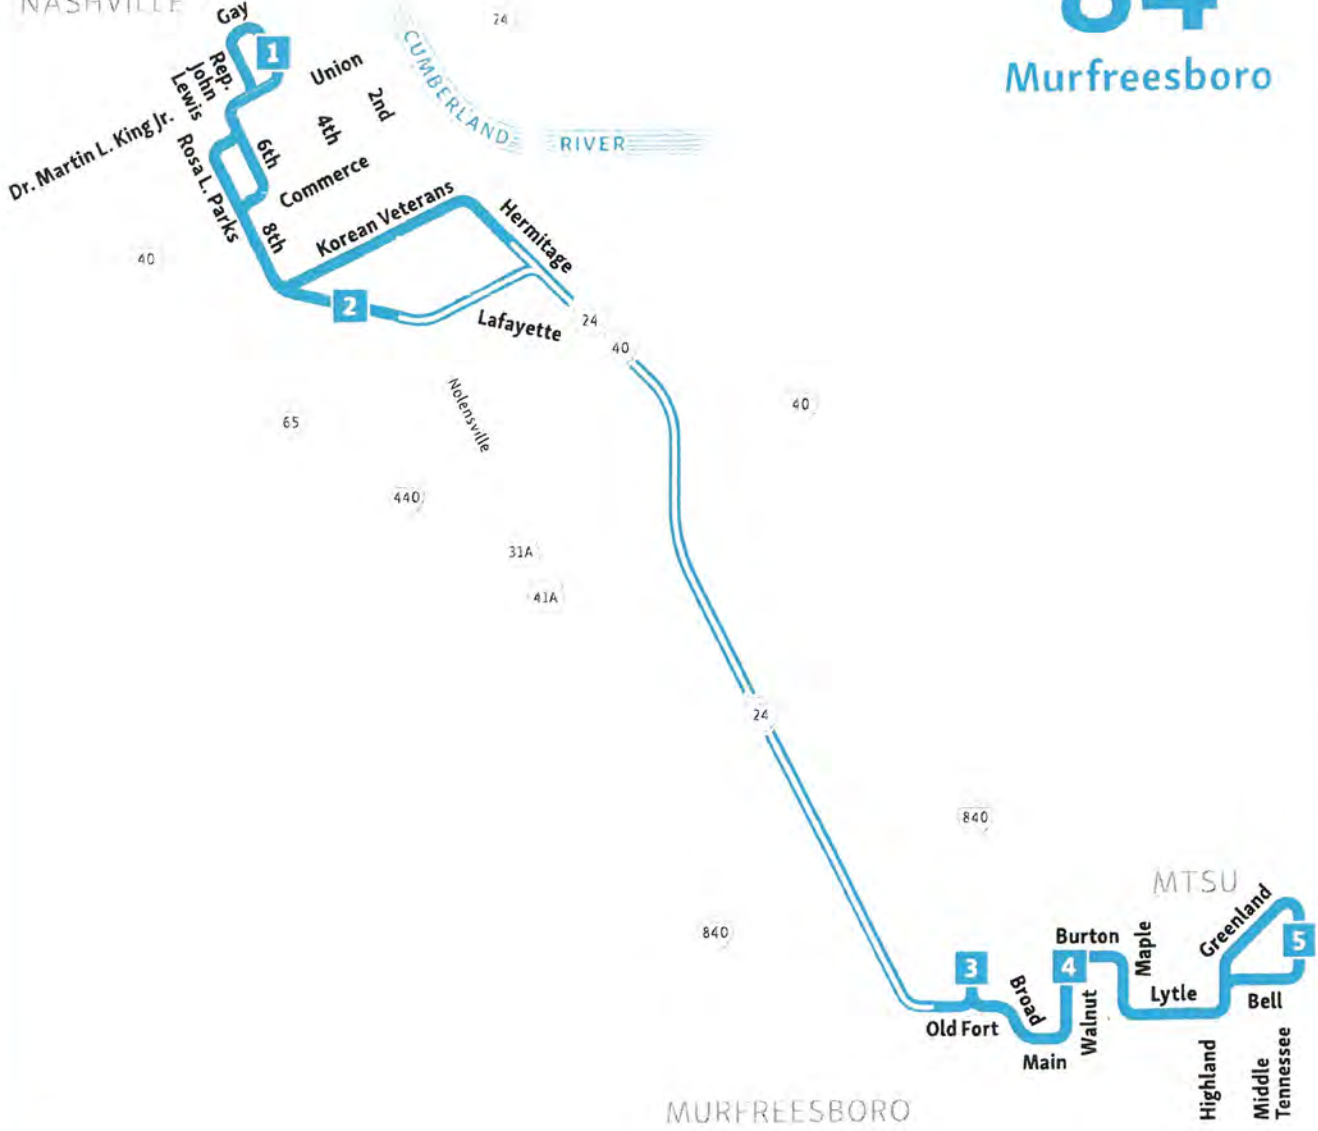 NASHVILLE
84
Murfreesboro
Gay
1
24
CUMBERLAND
RIVER
Rep.
John
Lewis
Union
2nd
4th
Dr. Martin L. King Jr.
6th
Commerce
Rosa L. Parks
8th
Korean Veterans
Hermitage
40
2
Lafayette
24
40
Nolensville
40
65
440
31A
41A
24
840
840
MTSU
Greenland
Burton
Maple
5
3
4
Broad
Lytle
Bell
Old Fort
Walnut
Main
Highland
Middle
Tennessee
MURFREESBORO